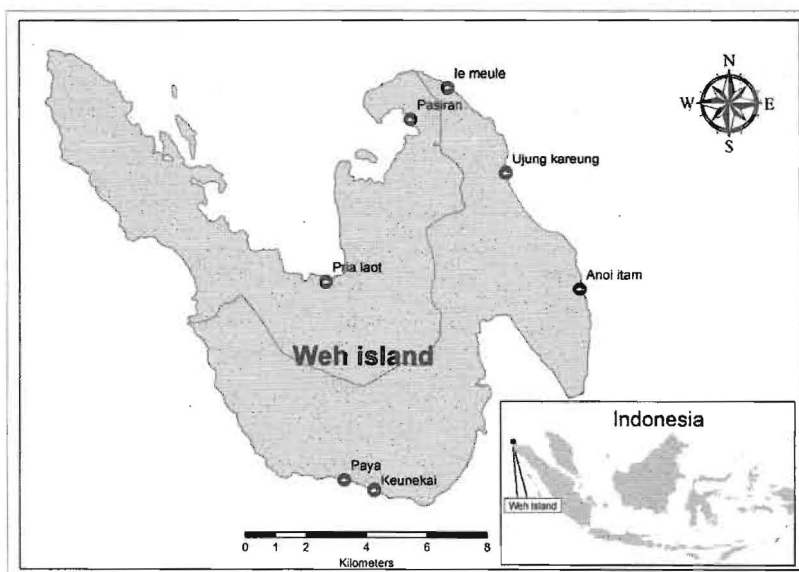 Ie meule
Pasiran
Ujung kareung
Pria laot
Anoi itam
Weh island
Paya
Keunekai
N
W E
S
0 1 2 4 6 8
Kilometers
Indonesia
Weh Island